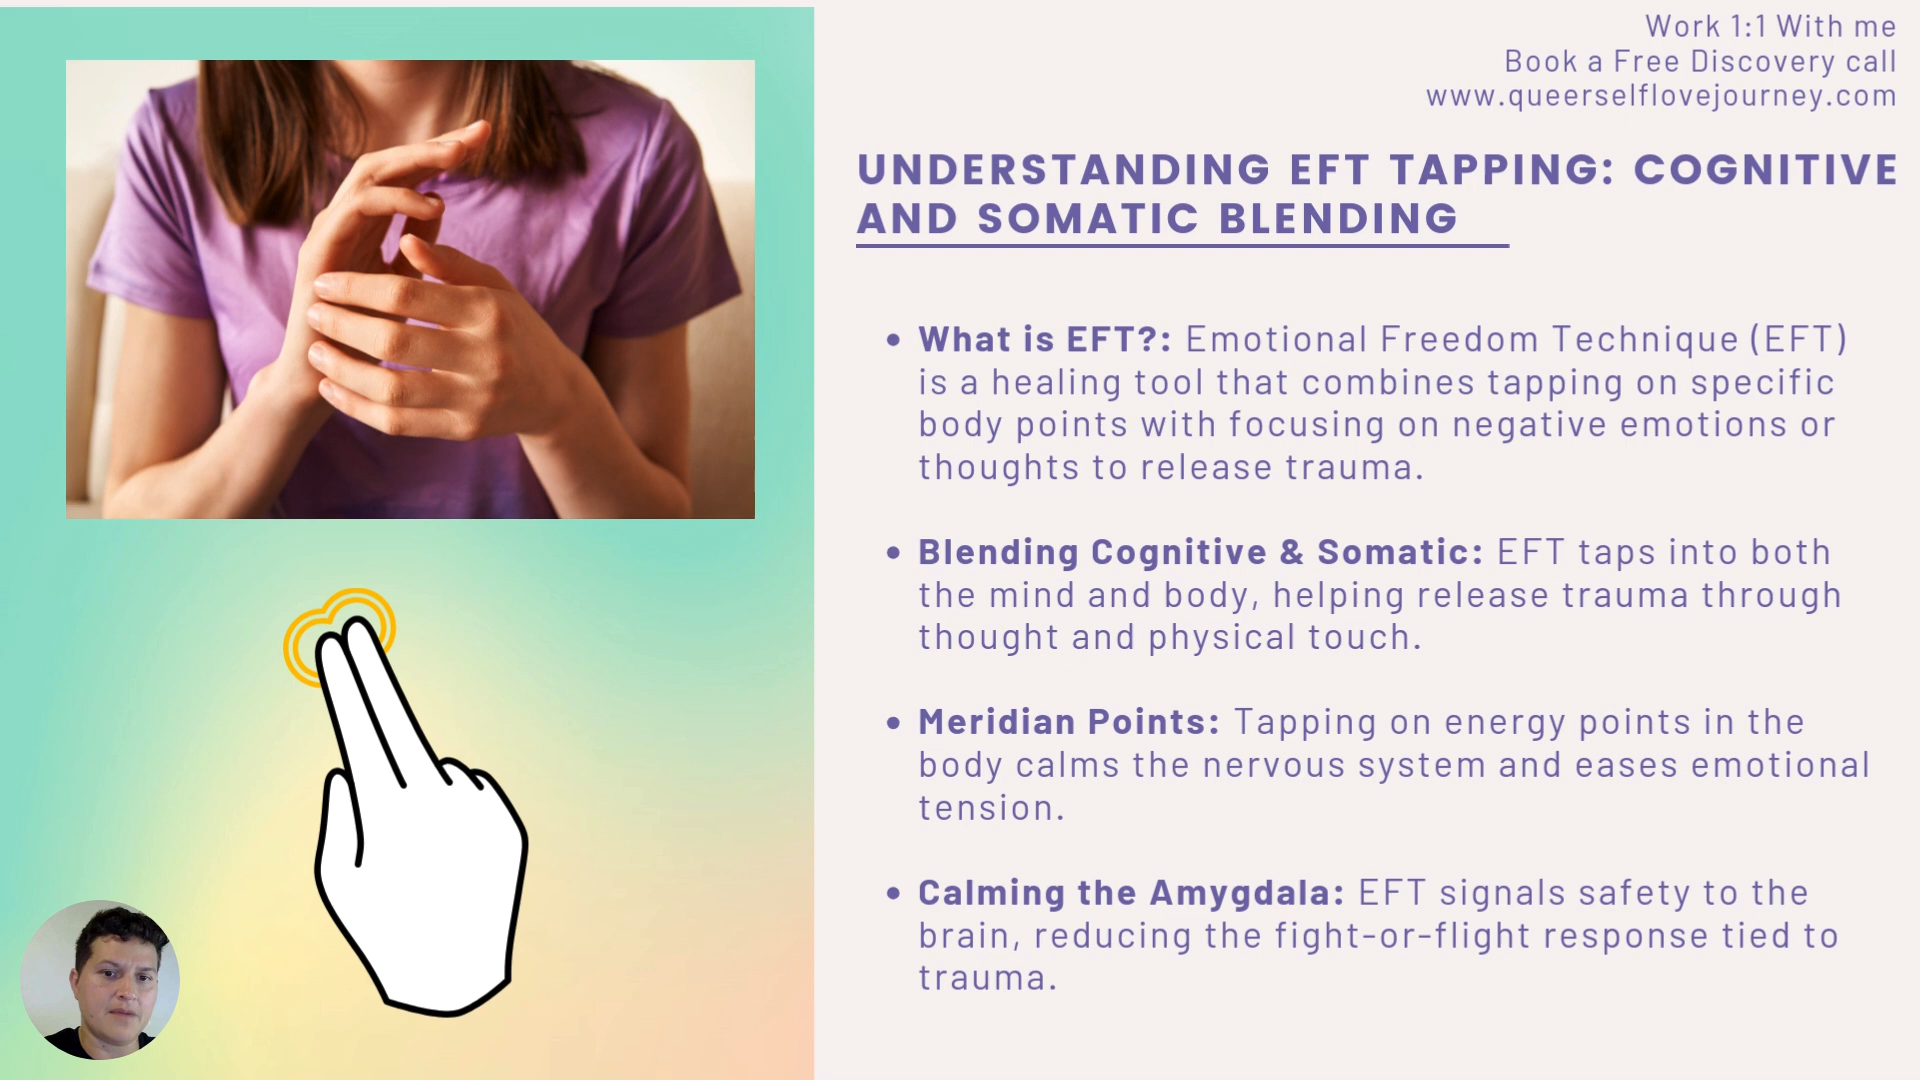 Work 1:1 With me
Book a Free Discovery call
www.queerselflovejourney.com
UNDERSTANDING EFT TAPPING: COGNITIVE
AND SOMATIC BLENDING
• What is EFT?: Emotional Freedom Technique (EFT)
is a healing tool that combines tapping on specific
body points with focusing on negative emotions or
thoughts to release trauma.
• Blending Cognitive & Somatic: EFT taps into both
the mind and body, helping release trauma through
thought and physical touch.
• Meridian Points: Tapping on energy points in the
body calms the nervous system and eases emotional
tension.
• Calming the Amygdala: EFT signals safety to the
brain, reducing the fight-or-flight response tied to
trauma.